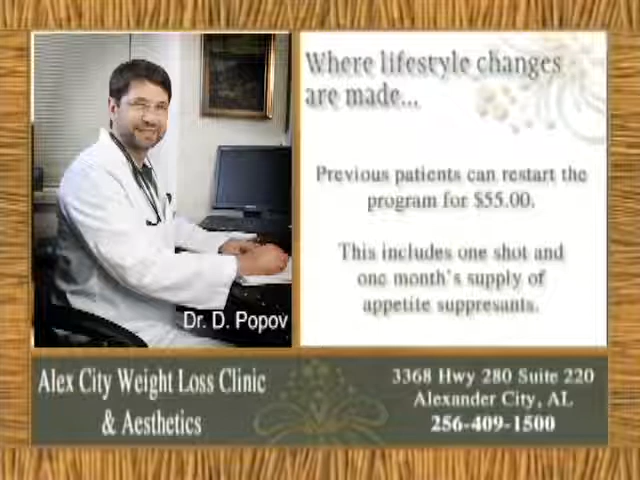 Where lifestyle changes
are made...
Previous patients can restart the
program for $55.00.
This includes one shot and
one month's supply of
appetite suppresants.
Dr. D. Popov
Alex City Weight Loss Clinic
& Aesthetics
3368 Hwy 280 Suite 220
Alexander City, AL
256-409-1500